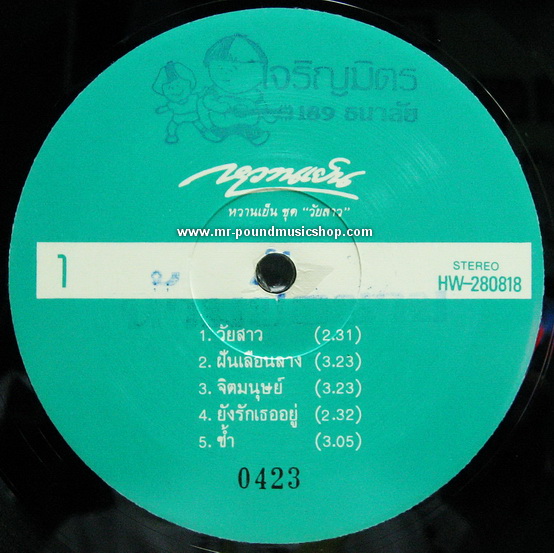 เจริญมิตร
189 ธนาลัย
หวานเย็น
หวานเย็น ชุด "วัยสาว"
www.mr-poundmusicshop.com
1
STEREO
HW-280818
1. วัยสาว (2.31)
2. ฝันเลือนลาง (3.23)
3. จิตมนุษย์ (3.23)
4. ยังรักเธออยู่ (2.32)
5. ช้ำ (3.05)
0423